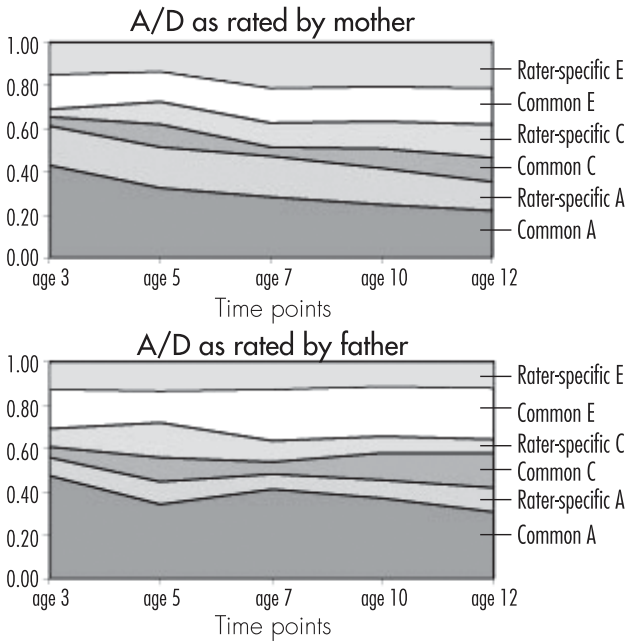 A/D as rated by mother
1.00
0.80
0.60
0.40
0.20
0.00
Rater-specific E
Common E
Rater-specific C
Common C
Rater-specific A
Common A
age 3 age 5 age 7 age 10 age 12
Time points
A/D as rated by father
1.00
0.80
0.60
0.40
0.20
0.00
Rater-specific E
Common E
Rater-specific C
Common C
Rater-specific A
Common A
age 3 age 5 age 7 age 10 age 12
Time points